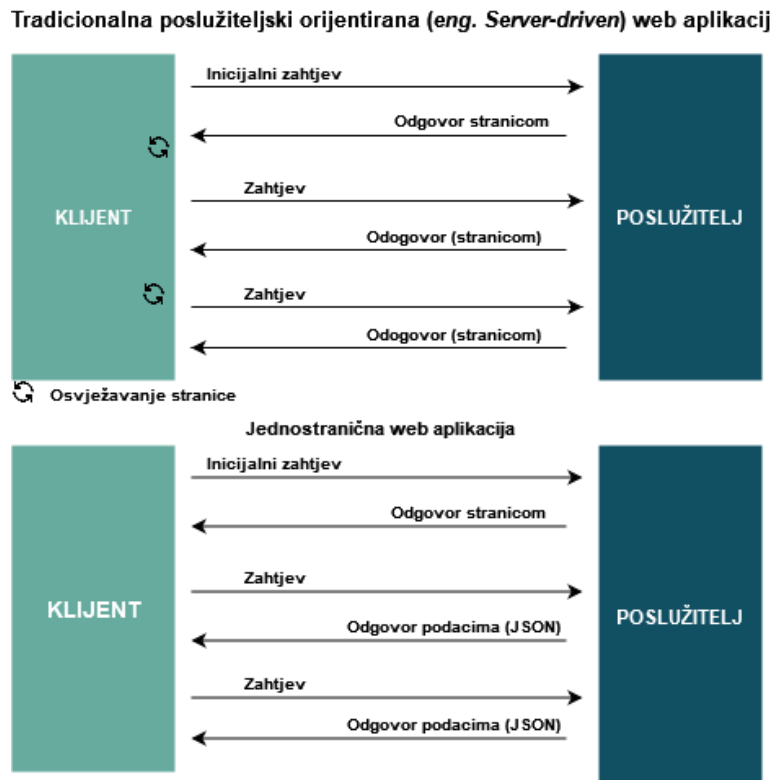 Tradicionalna poslužiteljski orijentirana (eng. Server-driven) web aplikacij
Inicijalni zahtjev
Odgovor stranicom
Zahtjev
KLIJENT
POSLUŽITELJ
Odogovor (stranicom)
Zahtjev
Odogovor (stranicom)
Osvježavanje stranice
Jednostranična web aplikacija
Inicijalni zahtjev
Odgovor stranicom
Zahtjev
KLIJENT
POSLUŽITELJ
Odgovor podacima (JSON)
Zahtjev
Odgovor podacima (JSON)